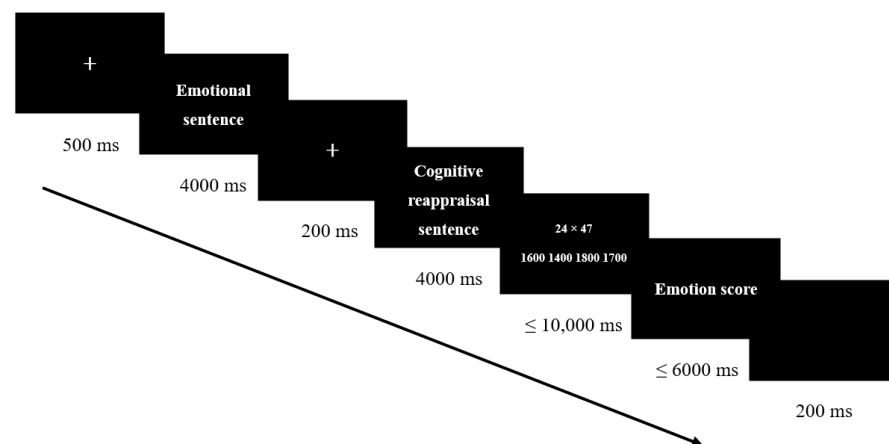 +
500 ms
Emotional
sentence
4000 ms
+
200 ms
Cognitive
reappraisal
sentence
4000 ms
24 × 47
1600 1400 1800 1700
≤ 10,000 ms
Emotion score
≤ 6000 ms
200 ms